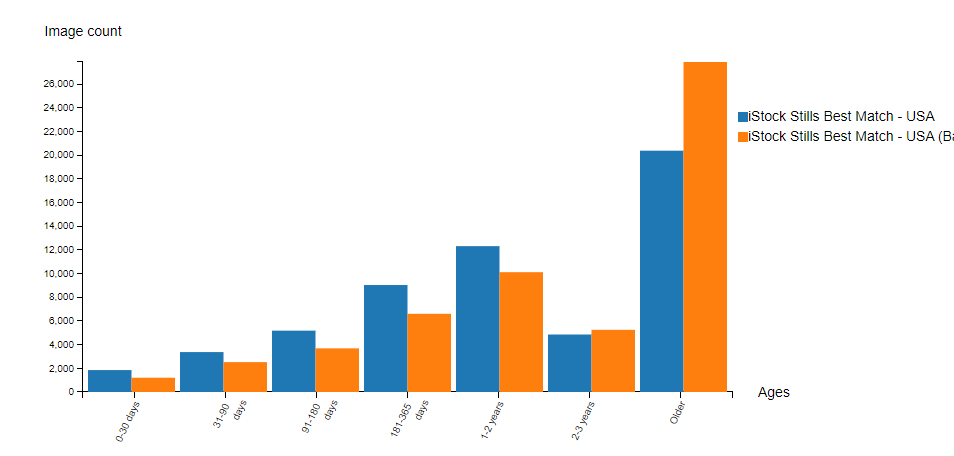 Image count
26,000
24,000
22,000
20,000
18,000
16,000
14,000
12,000
10,000
8,000
6,000
4,000
2,000
0
iStock Stills Best Match - USA
iStock Stills Best Match - USA (Ba
0-30 days
31-90
days
91-180
days
181-365
days
1-2 years
2-3 years
Older
Ages